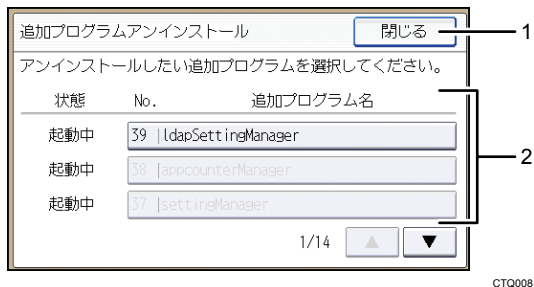 追加プログラムアンインストール 閉じる 1
アンインストールしたい追加プログラムを選択してください。
状態 No. 追加プログラム名
起動中 39 |ldapSettingManager
起動中 38 |appcounterManager
2
起動中 37 |settingManager
1/14 ▲ ▼
CTQ008